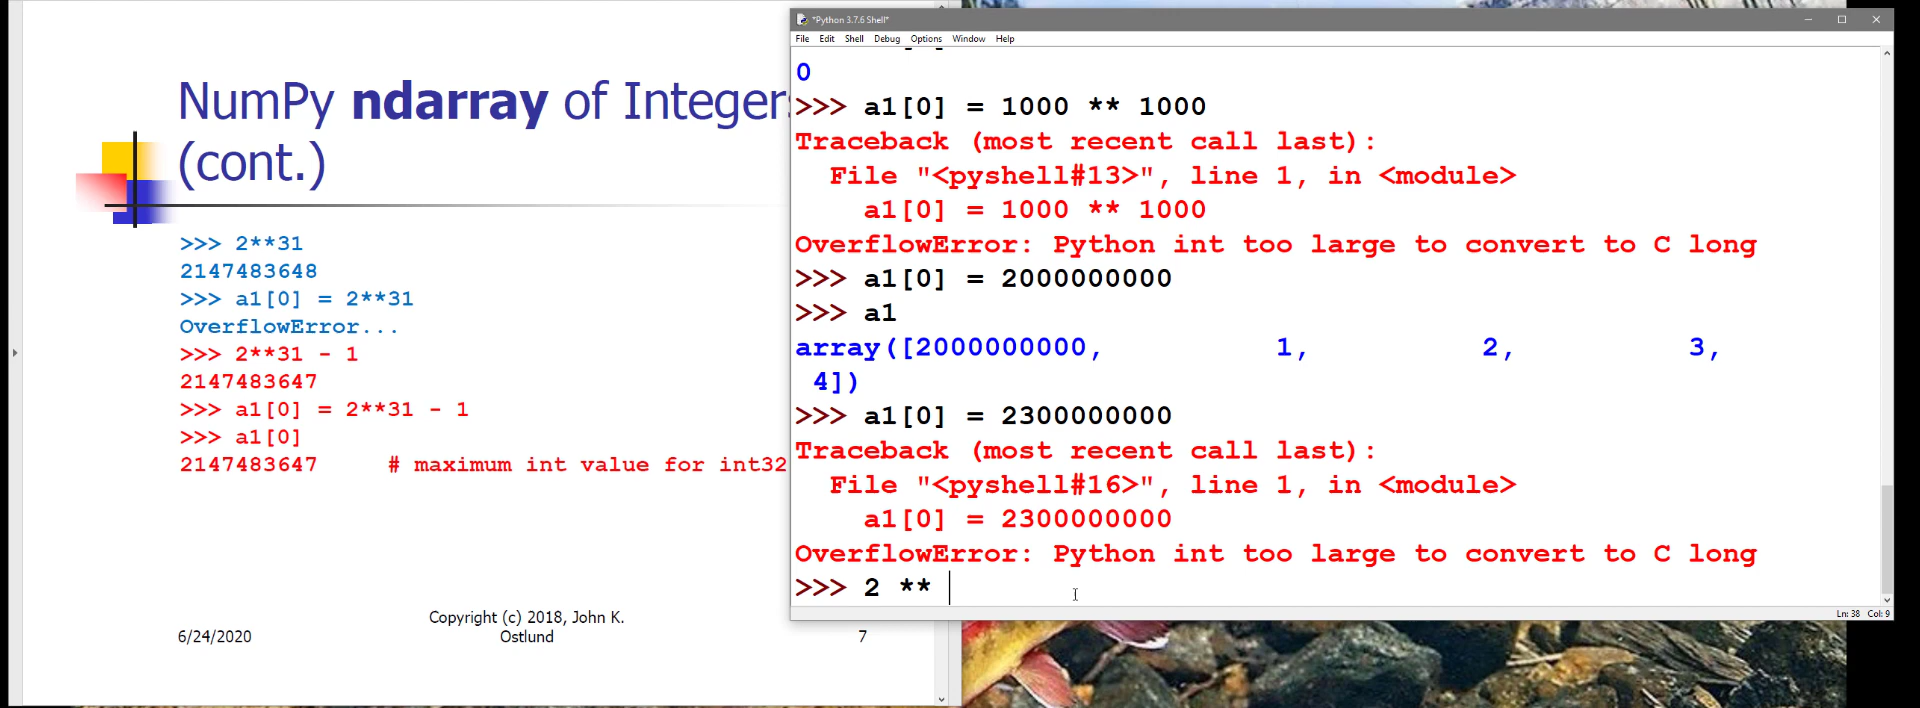 NumPy ndarray of Integers
(cont.)
>>> 2**31
2147483648
>>> a1[0] = 2**31
OverflowError...
>>> 2**31 - 1
2147483647
>>> a1[0] = 2**31 - 1
>>> a1[0]
2147483647 # maximum int value for int32
6/24/2020
Copyright (c) 2018, John K.
Ostlund
7
*Python 3.7.6 Shell*
File Edit Shell Debug Options Window Help
0
>>> a1[0] = 1000 ** 1000
Traceback (most recent call last):
File "<pyshell#13>", line 1, in <module>
a1[0] = 1000 ** 1000
OverflowError: Python int too large to convert to C long
>>> a1[0] = 2000000000
>>> a1
array([2000000000, 1, 2, 3,
4])
>>> a1[0] = 2300000000
Traceback (most recent call last):
File "<pyshell#16>", line 1, in <module>
a1[0] = 2300000000
OverflowError: Python int too large to convert to C long
>>> 2 **
Ln: 38 Col: 9